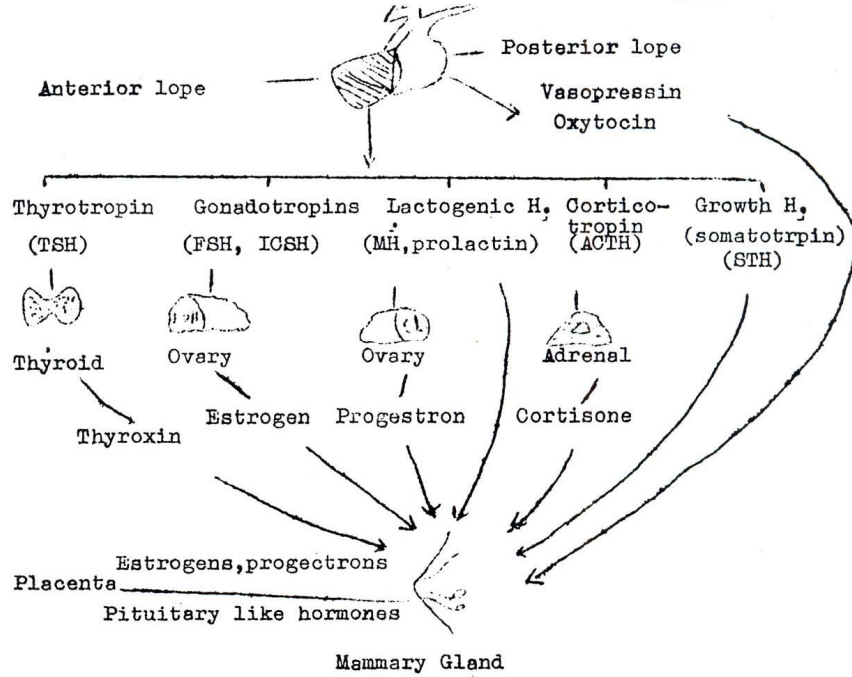 Posterior lope
Anterior lope
Vasopressin
Oxytocin
Thyrotropin
(TSH)
Gonadotropins
(FSH, ICSH)
Lactogenic H,
(MH,prolactin)
Cortico-
tropin
(ACTH)
Growth H,
(somatotrpin)
(STH)
Thyroid
Ovary
Ovary
Adrenal
Thyroxin
Estrogen
Progestron
Cortisone
Estrogens,progectrons
Placenta
Pituitary like hormones
Mammary Gland